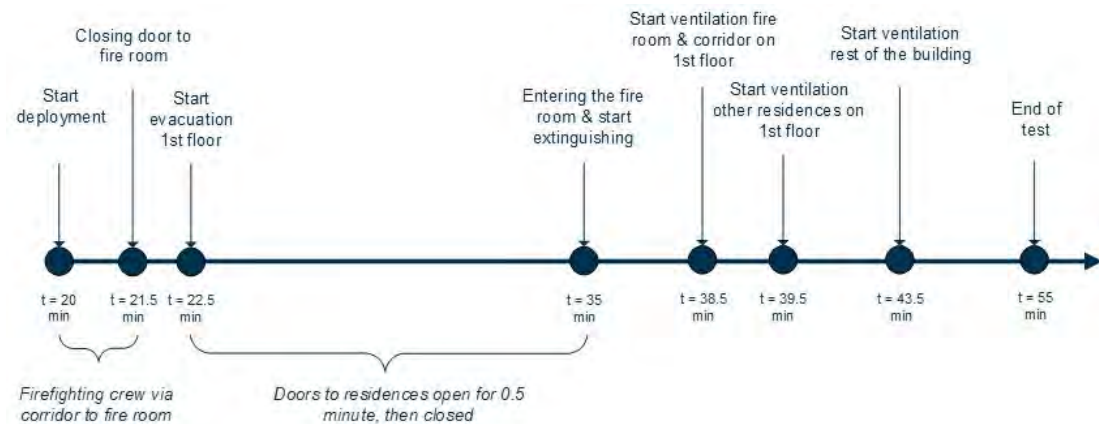 Start
deployment
Closing door to
fire room
Start
evacuation
1st floor
Entering the fire
room & start
extinguishing
Start ventilation fire
room & corridor on
1st floor
Start ventilation
other residences on
1st floor
Start ventilation
rest of the building
End of
test
t = 20
min
t = 21.5
min
t = 22.5
min
t = 35
min
t = 38.5
min
t = 39.5
min
t = 43.5
min
t = 55
min
Firefighting crew via
corridor to fire room
Doors to residences open for 0.5
minute, then closed